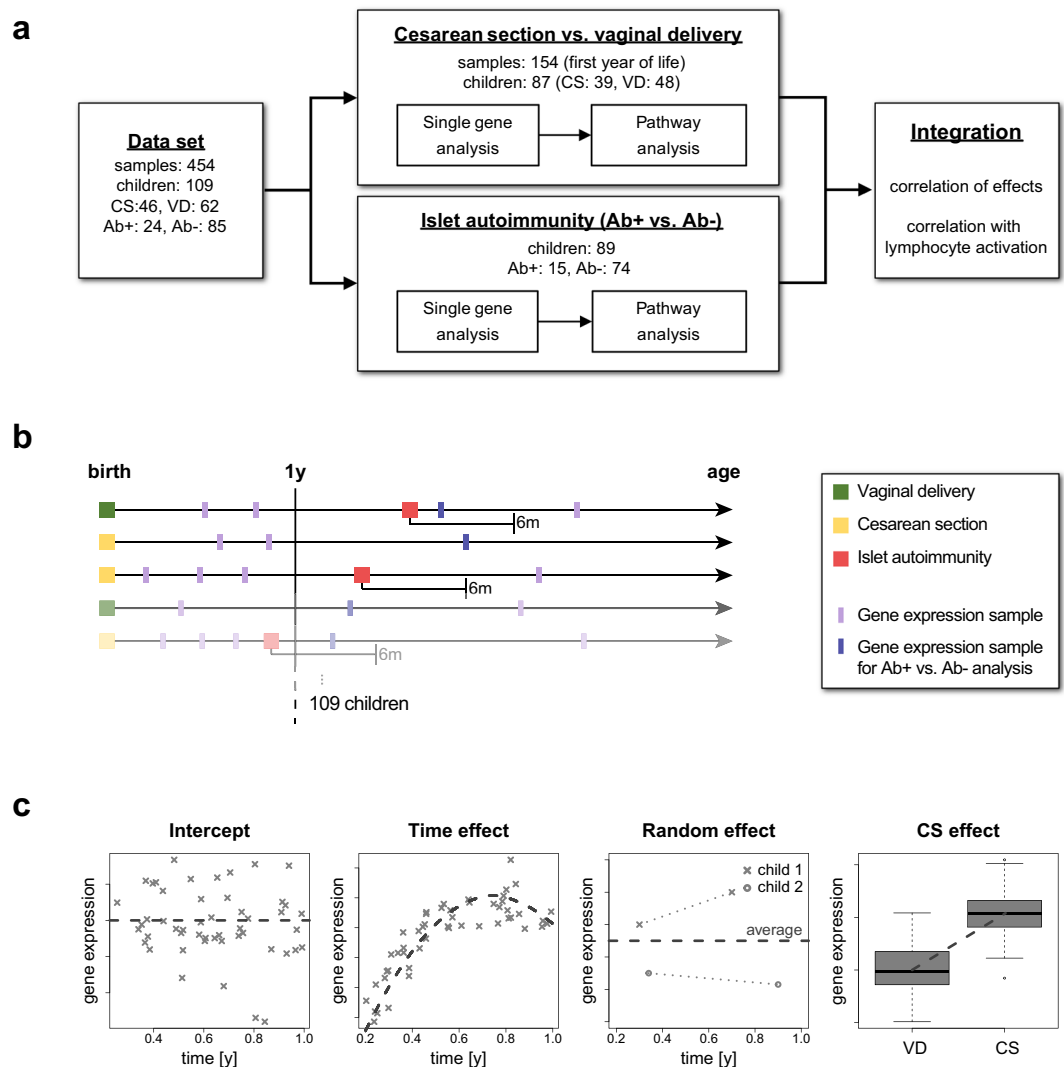 a
Data set
samples: 454
children: 109
CS:46, VD: 62
Ab+: 24, Ab-: 85
Cesarean section vs. vaginal delivery
samples: 154 (first year of life)
children: 87 (CS: 39, VD: 48)
Single gene
analysis
Pathway
analysis
Islet autoimmunity (Ab+ vs. Ab-)
children: 89
Ab+: 15, Ab-: 74
Single gene
analysis
Pathway
analysis
Integration
correlation of effects
correlation with
lymphocyte activation
b
birth 1y age
6m
6m
6m
109 children
Vaginal delivery
Cesarean section
Islet autoimmunity
Gene expression sample
Gene expression sample
for Ab+ vs. Ab- analysis
c
Intercept
gene expression
0.4 0.6 0.8 1.0
time [y]
Time effect
gene expression
0.2 0.4 0.6 0.8 1.0
time [y]
Random effect
gene expression
child 1
child 2
average
0.2 0.4 0.6 0.8 1.0
time [y]
CS effect
gene expression
VD CS